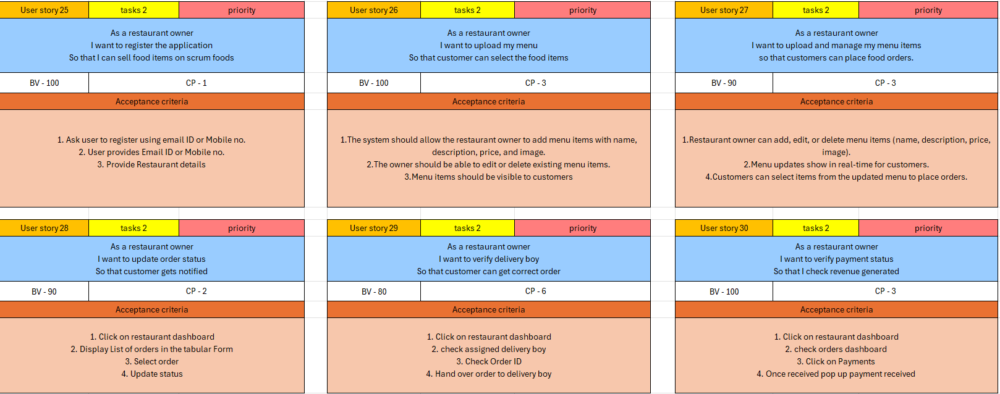 User story 25 tasks 2 priority
As a restaurant owner
I want to register the application
So that I can sell food items on scrum foods
BV - 100 CP - 1
Acceptance criteria
1. Ask user to register using email ID or Mobile no.
2. User provides Email ID or Mobile no.
3. Provide Restaurant details
User story 26 tasks 2 priority
As a restaurant owner
I want to upload my menu
So that customer can select the food items
BV - 100 CP - 3
Acceptance criteria
1.The system should allow the restaurant owner to add menu items with name,
description, price, and image.
2.The owner should be able to edit or delete existing menu items.
3.Menu items should be visible to customers
User story 27 tasks 2 priority
As a restaurant owner
I want to upload and manage my menu items
so that customers can place food orders.
BV - 90 CP - 3
Acceptance criteria
1.Restaurant owner can add, edit, or delete menu items (name, description, price,
image).
2.Menu updates show in real-time for customers.
4.Customers can select items from the updated menu to place orders.
User story 28 tasks 2 priority
As a restaurant owner
I want to update order status
So that customer gets notified
BV - 90 CP - 2
Acceptance criteria
1. Click on restaurant dashboard
2. Display List of orders in the tabular Form
3. Select order
4. Update status
User story 29 tasks 2 priority
As a restaurant owner
I want to verify delivery boy
So that customer can get correct order
BV - 80 CP - 6
Acceptance criteria
1. Click on restaurant dashboard
2. check assigned delivery boy
3. Check Order ID
4. Hand over order to delivery boy
User story 30 tasks 2 priority
As a restaurant owner
I want to verify payment status
So that I check revenue generated
BV - 100 CP - 3
Acceptance criteria
1. Click on restaurant dashboard
2. check orders dashboard
3. Click on Payments
4. Once received pop up payment received